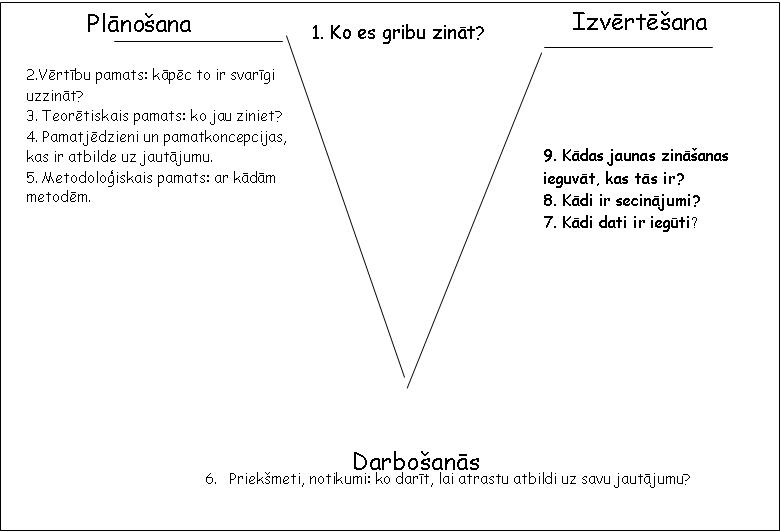 Plānošana
1. Ko es gribu zināt?
Izvērtēšana
2.Vērtību pamats: kāpēc to ir svarīgi
uzzināt?
3. Teorētiskais pamats: ko jau ziniet?
4. Pamatjēdzieni un pamatkoncepcijas,
kas ir atbilde uz jautājumu.
5. Metodoloģiskais pamats: ar kādām
metodēm.
9. Kādas jaunas zināšanas
ieguvāt, kas tās ir?
8. Kādi ir secinājumi?
7. Kādi dati ir iegūti?
Darbošanās
6. Priekšmeti, notikumi: ko darīt, lai atrastu atbildi uz savu jautājumu?